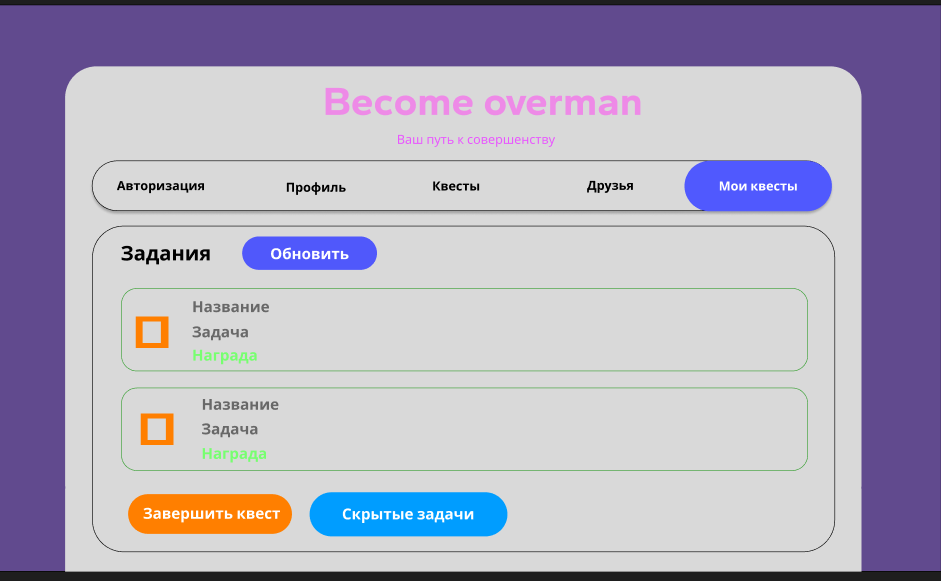 Become overman
Ваш путь к совершенству
Авторизация Профиль Квесты Друзья Мои квесты
Задания Обновить
Название
Задача
Награда
Название
Задача
Награда
Завершить квест Скрытые задачи